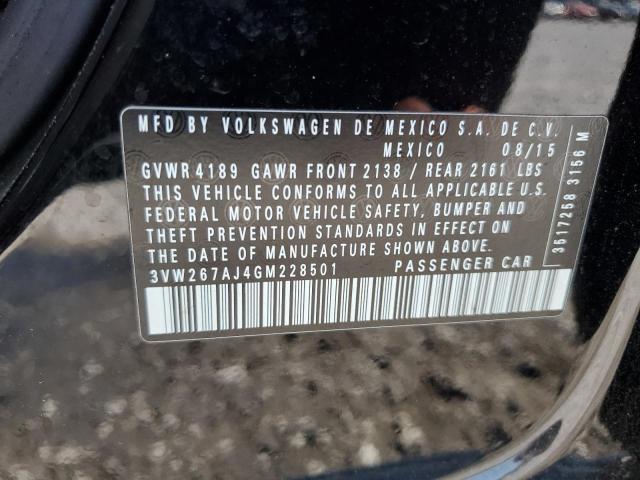 MFD BY VOLKSWAGEN DE MEXICO S.A. DE C.V.
MEXICO 08/15
GVWR 4189 GAWR FRONT 2138 / REAR 2161 LBS
THIS VEHICLE CONFORMS TO ALL APPLICABLE U.S.
FEDERAL MOTOR VEHICLE SAFETY, BUMPER AND
THEFT PREVENTION STANDARDS IN EFFECT ON
THE DATE OF MANUFACTURE SHOWN ABOVE.
3VW267AJ4GM228501 PASSENGER CAR
3517258 3156 M